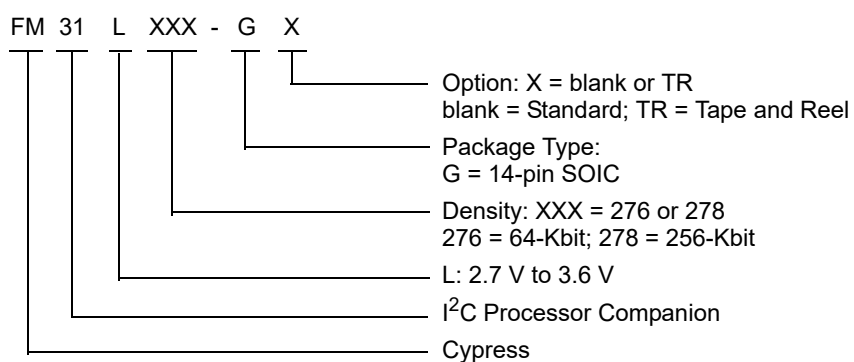 FM 31 L XXX - G X
Option: X = blank or TR
blank = Standard; TR = Tape and Reel
Package Type:
G = 14-pin SOIC
Density: XXX = 276 or 278
276 = 64-Kbit; 278 = 256-Kbit
L: 2.7 V to 3.6 V
I²C Processor Companion
Cypress